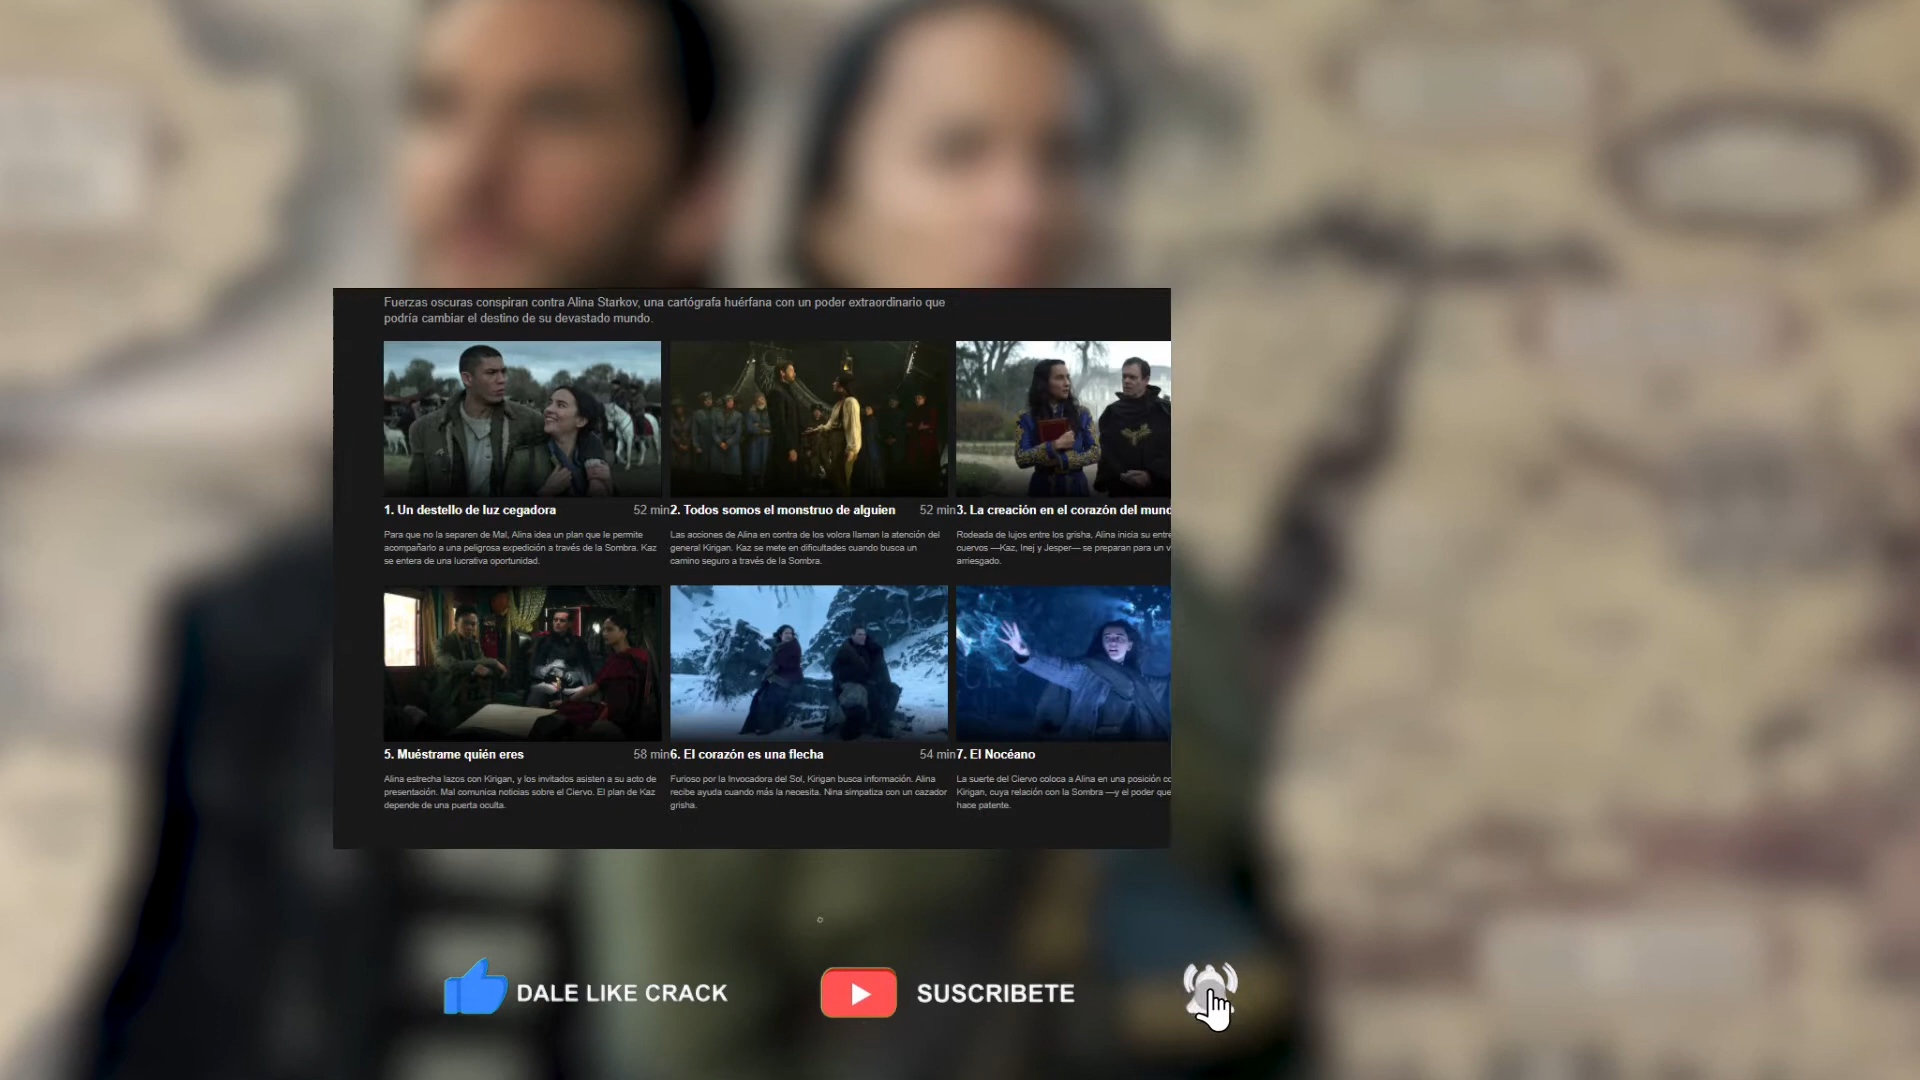 Fuerzas oscuras conspiran contra Alina Starkov, una cartógrafa huérfana con un poder extraordinario que
podría cambiar el destino de su devastado mundo.
1. Un destello de luz cegadora 52 min
Para que no la separen de Mal, Alina idea un plan que le permite
acompañarlo a una peligrosa expedición a través de la Sombra. Kaz
se entera de una lucrativa oportunidad.
2. Todos somos el monstruo de alguien 52 min
Las acciones de Alina en contra de los volcra llaman la atención del
general Kirigan. Kaz se mete en dificultades cuando busca un
camino seguro a través de la Sombra.
3. La creación en el corazón del
Rodeada de lujos entre los grisha, Alina inicia su
cuervos —Kaz, Inej y Jesper— se preparan para un
arriesgado.
5. Muéstrame quién eres 58 min
Alina estrecha lazos con Kirigan, y los invitados asisten a su acto de
presentación. Mal comunica noticias sobre el Ciervo. El plan de Kaz
depende de una puerta oculta.
6. El corazón es una flecha 54 min
Furioso por la Invocadora del Sol, Kirigan busca información. Alina
recibe ayuda cuando más la necesita. Nina simpatiza con un cazador
grisha.
7. El Nocéano
La suerte del Ciervo coloca a Alina en una posición
Kirigan, cuya relación con la Sombra —y el poder que
hace patente.
DALE LIKE CRACK
SUSCRIBETE